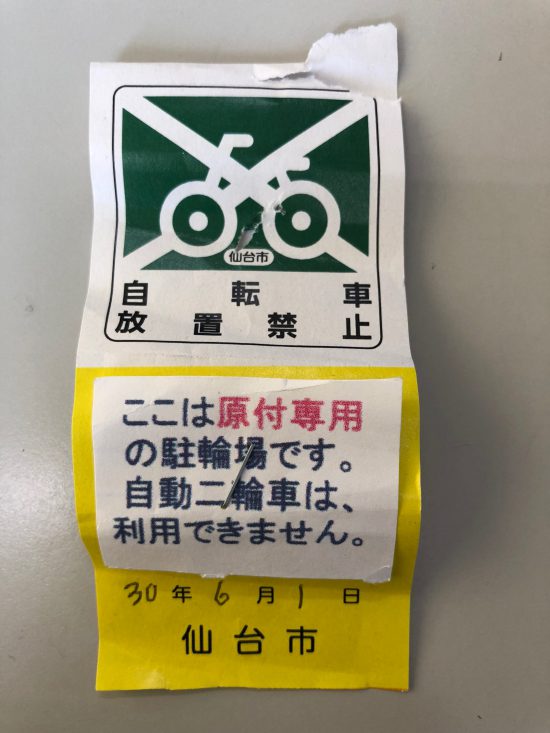 仙台市
自転車
放置禁止
ここは原付専用
の駐輪場です。
自動二輪車は、
利用できません。
30年6月1日
仙台市